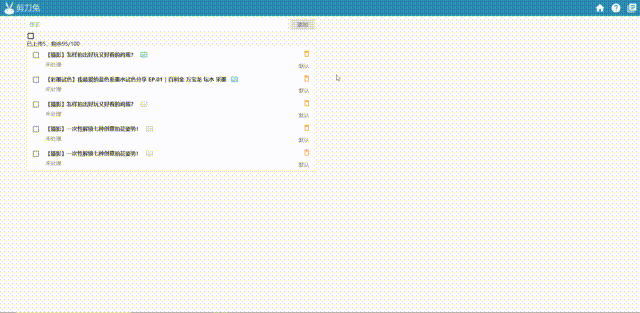 剪刀兔
添加
已上传5，剩余95/100
【摄影】怎样拍出好玩又好看的肖像？
未处理
默认
【彩墨试色】我最爱的蓝色系墨水试色分享 EP.01 | 百利金 万宝龙 坛水 乐墨
未处理
默认
【摄影】怎样拍出好玩又好看的肖像？
未处理
默认
【摄影】一次性解锁七种创意拍花姿势！
未处理
默认
【摄影】一次性解锁七种创意拍花姿势！
未处理
默认